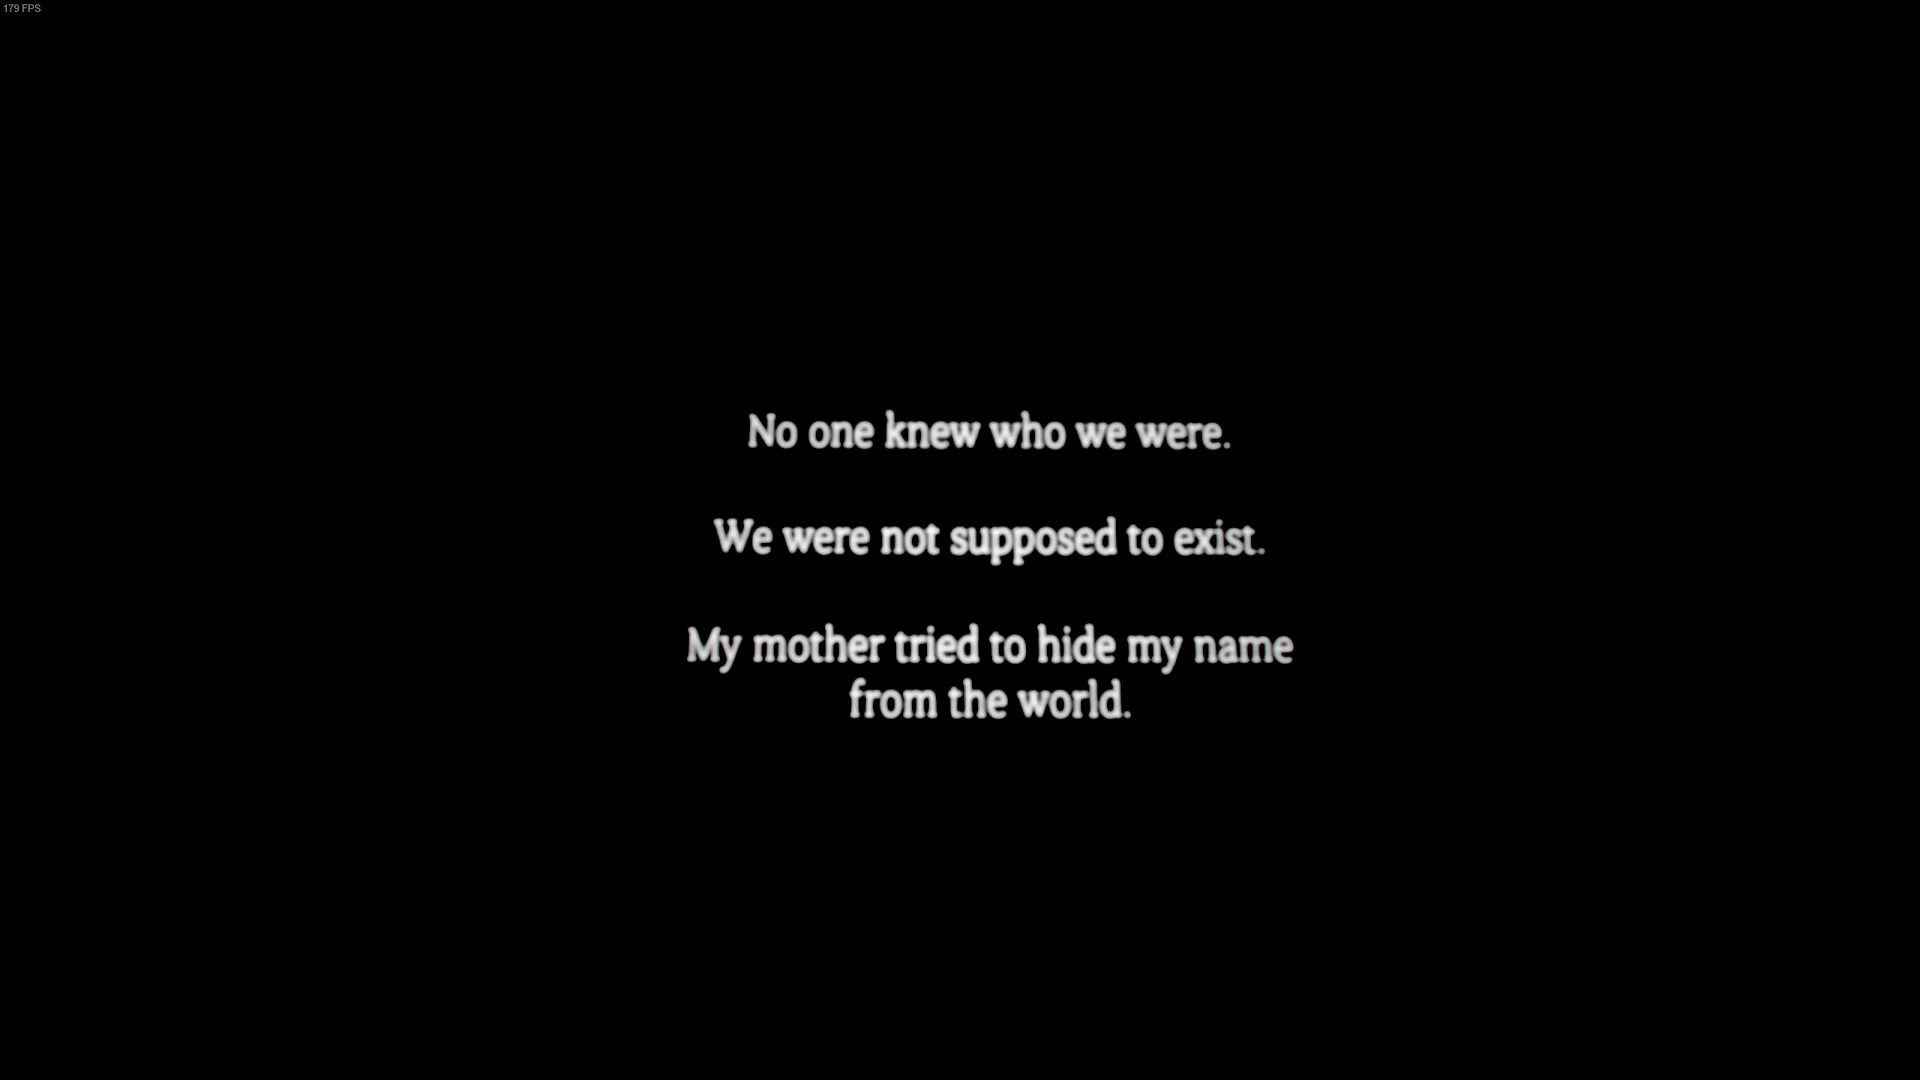 179 FPS
No one knew who we were.
We were not supposed to exist.
My mother tried to hide my name
from the world.